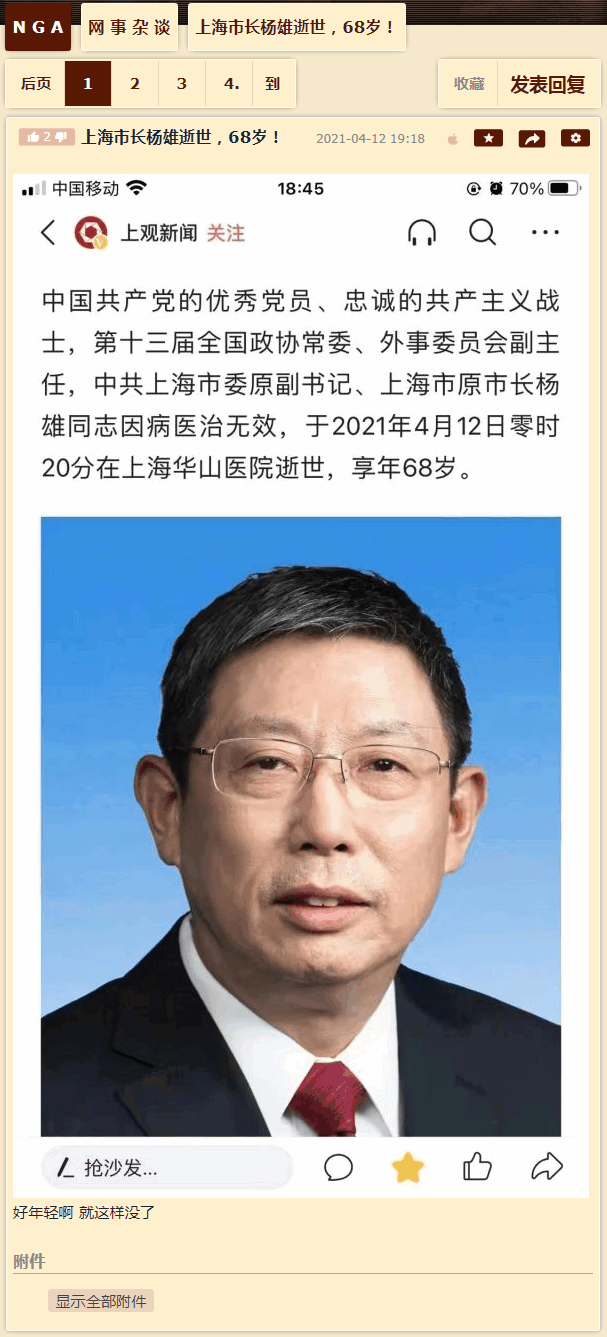 NGA 网事杂谈 上海市长杨雄逝世，68岁！
后页 1 2 3 4. 到 收藏 发表回复
2 上海市长杨雄逝世，68岁！ 2021-04-12 19:18
中国移动 18:45 70%
上观新闻 关注
中国共产党的优秀党员、忠诚的共产主义战
士，第十三届全国政协常委、外事委员会副主
任，中共上海市委原副书记、上海市原市长杨
雄同志因病医治无效，于2021年4月12日零时
20分在上海华山医院逝世，享年68岁。
抢沙发...
好年轻啊 就这样没了
附件
显示全部附件